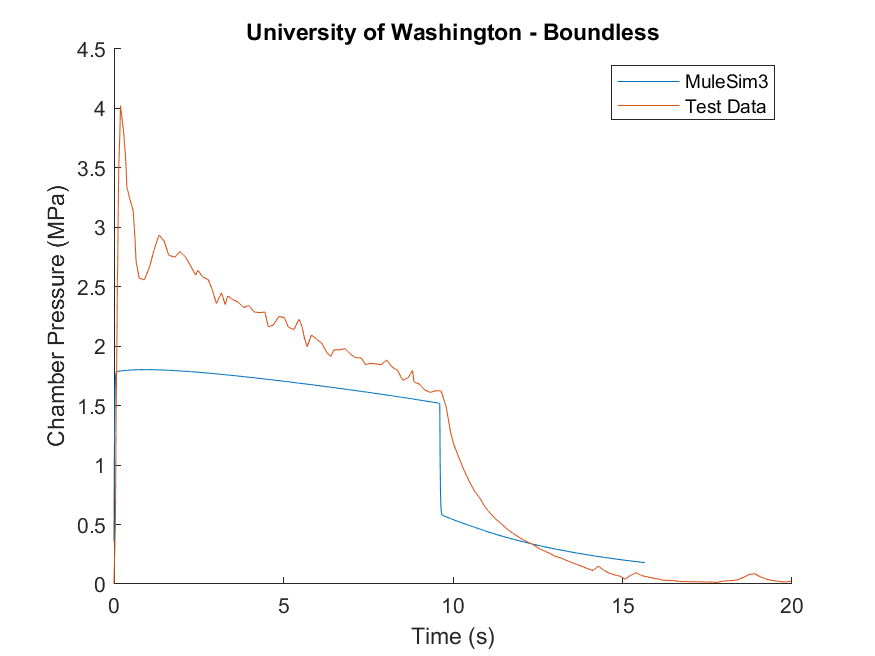 University of Washington - Boundless
MuleSim3
Test Data
Chamber Pressure (MPa)
4.5
4
3.5
3
2.5
2
1.5
1
0.5
0
0 5 10 15 20
Time (s)